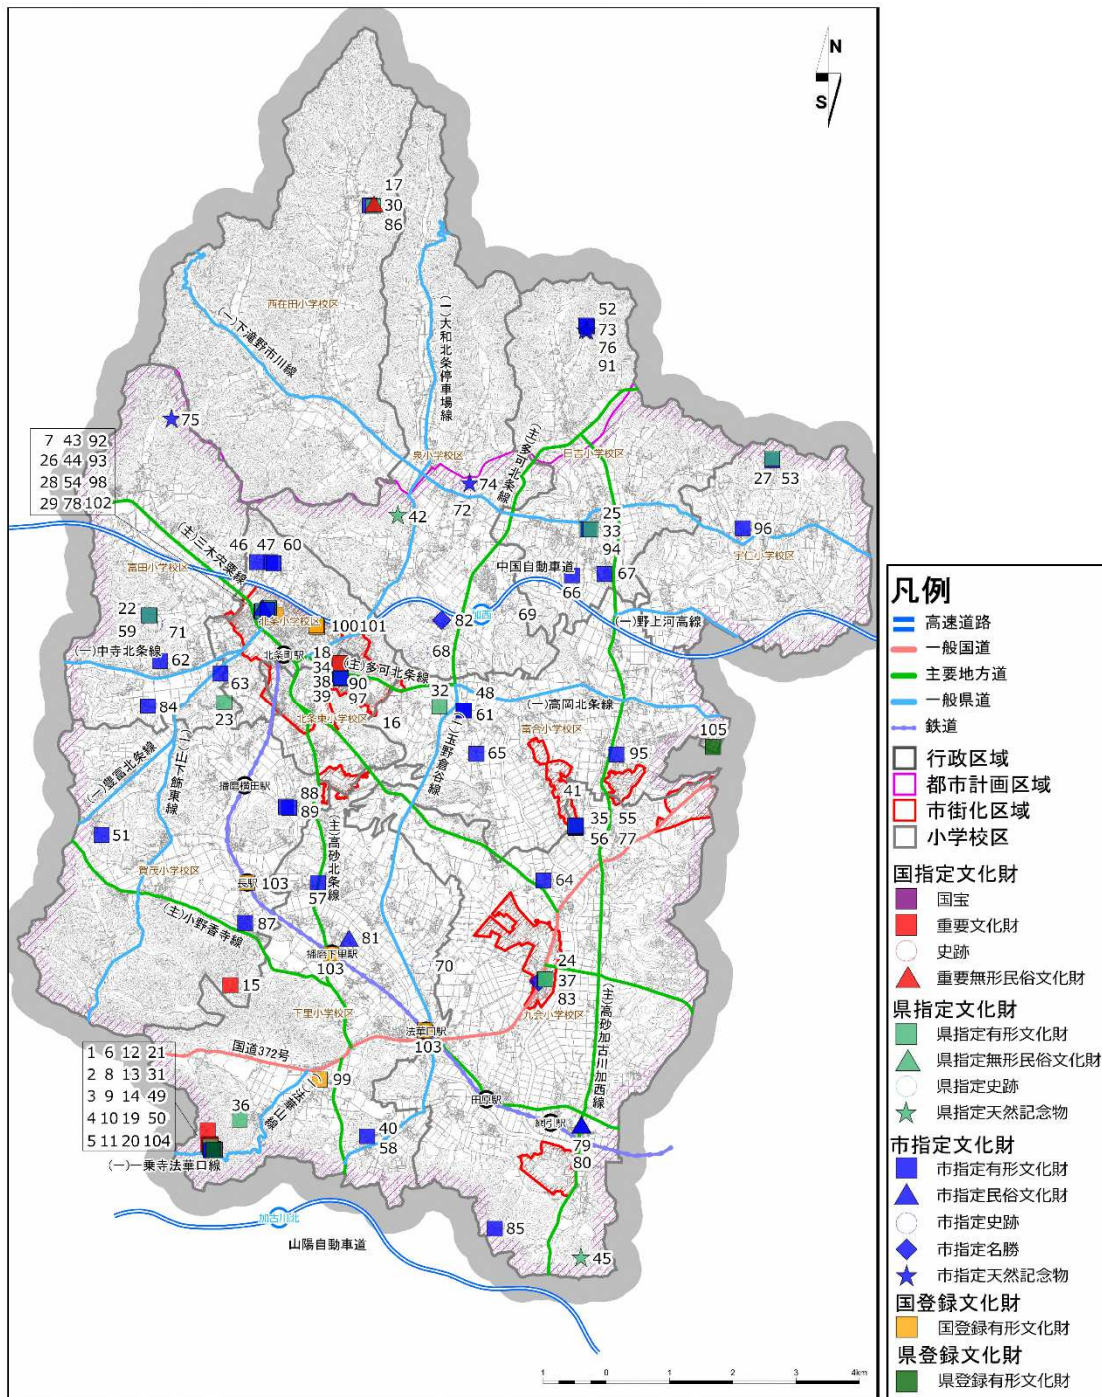 N
S
17
30
86
西在田小学校区
(一)下滝野市川線
(一)大和北条停車場線
52
73
76
91
75
7 43 92
26 44 93
28 54 98
29 78 102
泉小学校区
(主)多可北条線
日吉小学校区
74
72
42
27 53
25
33
94
96
宇仁小学校区
(主)三木宍粟線
46 47 60
富田小学校区
中国自動車道
66
67
22
59
71
北条小学校区
100 101
82
加西
69
(一)野上河高線
68
(一)中寺北条線
62
北条町駅
18
34
38
39
(主)多可北条線
90
97
63
84
23
32
48
61
(一)高岡北条線
16
北条東小学校区
富合小学校区
105
(一)玉野倉谷線
65
95
(一)豊富北条線
(一)山下飾東線
播磨横田駅
88
89
41
35
56
55
77
51
(主)高砂北条線
賀茂小学校区
長駅
103
57
64
(主)小野香寺線
87
81
播磨下里駅
103
70
24
37
83
九会小学校区
(主)高砂加古川加西線
15
下里小学校区
法華口駅
103
国道372号
1 6 12 21
2 8 13 31
3 9 14 49
4 10 19 50
5 11 20 104
99
36
40
58
田原駅
網引駅
79
80
(一)一乗寺法華口線
加古川北
山陽自動車道
85
45
1 0 1 2 3 4km
凡例
高速道路
一般国道
主要地方道
一般県道
鉄道
行政区域
都市計画区域
市街化区域
小学校区
国指定文化財
国宝
重要文化財
史跡
重要無形民俗文化財
県指定文化財
県指定有形文化財
県指定無形民俗文化財
県指定史跡
県指定天然記念物
市指定文化財
市指定有形文化財
市指定民俗文化財
市指定史跡
市指定名勝
市指定天然記念物
国登録文化財
国登録有形文化財
県登録文化財
県登録有形文化財